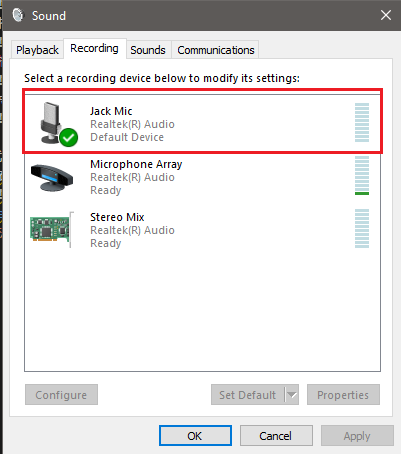 Sound
Playback Recording Sounds Communications
Select a recording device below to modify its settings:
Jack Mic
Realtek(R) Audio
Default Device
Microphone Array
Realtek(R) Audio
Ready
Stereo Mix
Realtek(R) Audio
Ready
Configure Set Default Properties
OK Cancel Apply